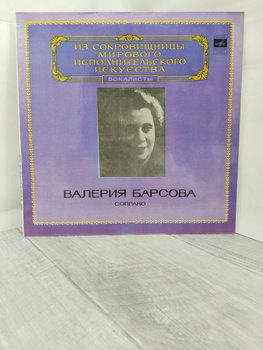 ИЗ СОКРОВИЩНИЦЫ
МИРОВОГО
ИСПОЛНИТЕЛЬСКОГО
ИСКУССТВА
ВОКАЛИСТЫ
ВАЛЕРИЯ БАРСОВА
СОПРАНО